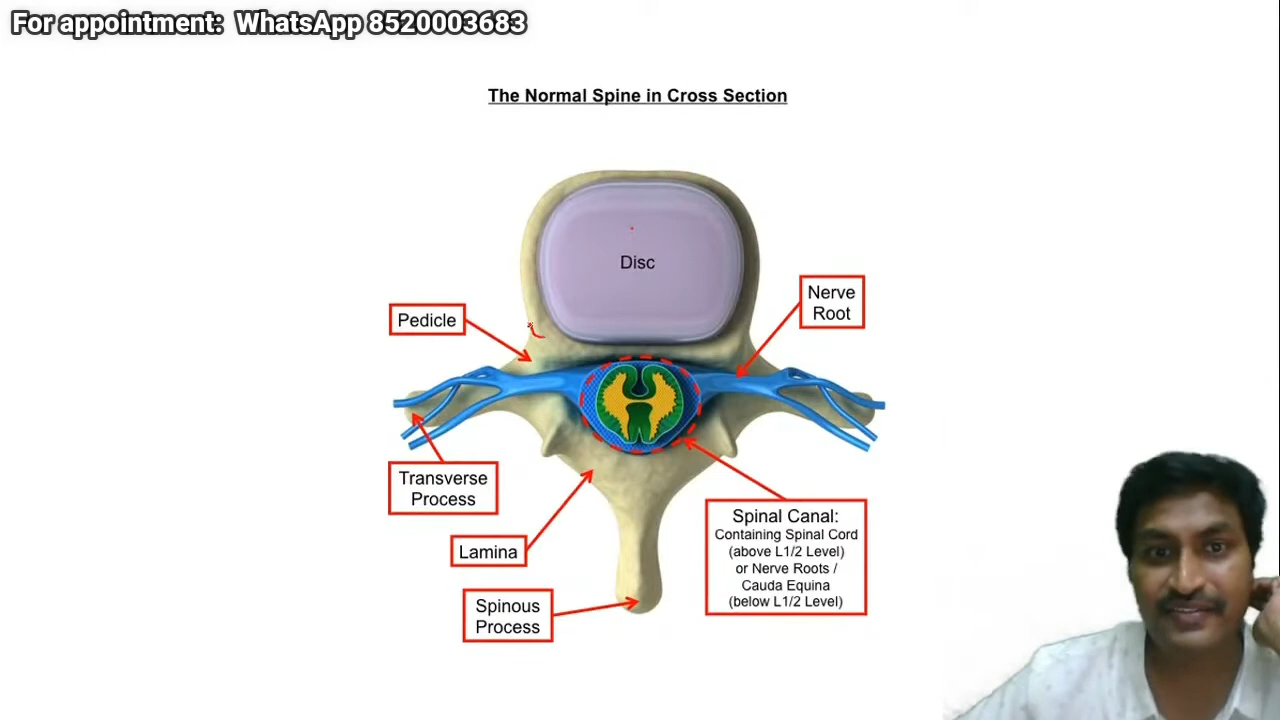 For appointment: WhatsApp 8520003683
The Normal Spine in Cross Section
Disc
Nerve
Root
Pedicle
Transverse
Process
Lamina
Spinal Canal:
Containing Spinal Cord
(above L1/2 Level)
or Nerve Roots /
Cauda Equina
(below L1/2 Level)
Spinous
Process